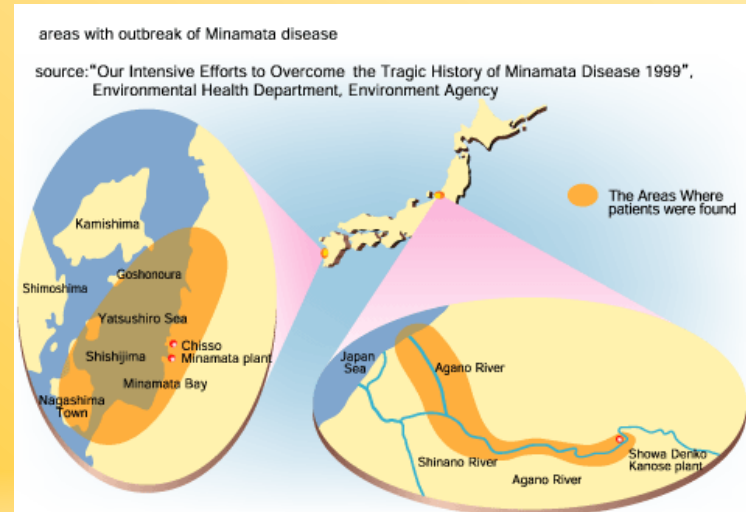 areas with outbreak of Minamata disease
source:"Our Intensive Efforts to Overcome the Tragic History of Minamata Disease 1999",
Environmental Health Department, Environment Agency
The Areas Where
patients were found
Kamishima
Goshonoura
Shimoshima
Yatsushiro Sea
Chisso
Minamata plant
Shishijima
Minamata Bay
Nagashima
Town
Japan
Sea
Agano River
Shinano River
Agano River
Showa Denko
Kanose plant